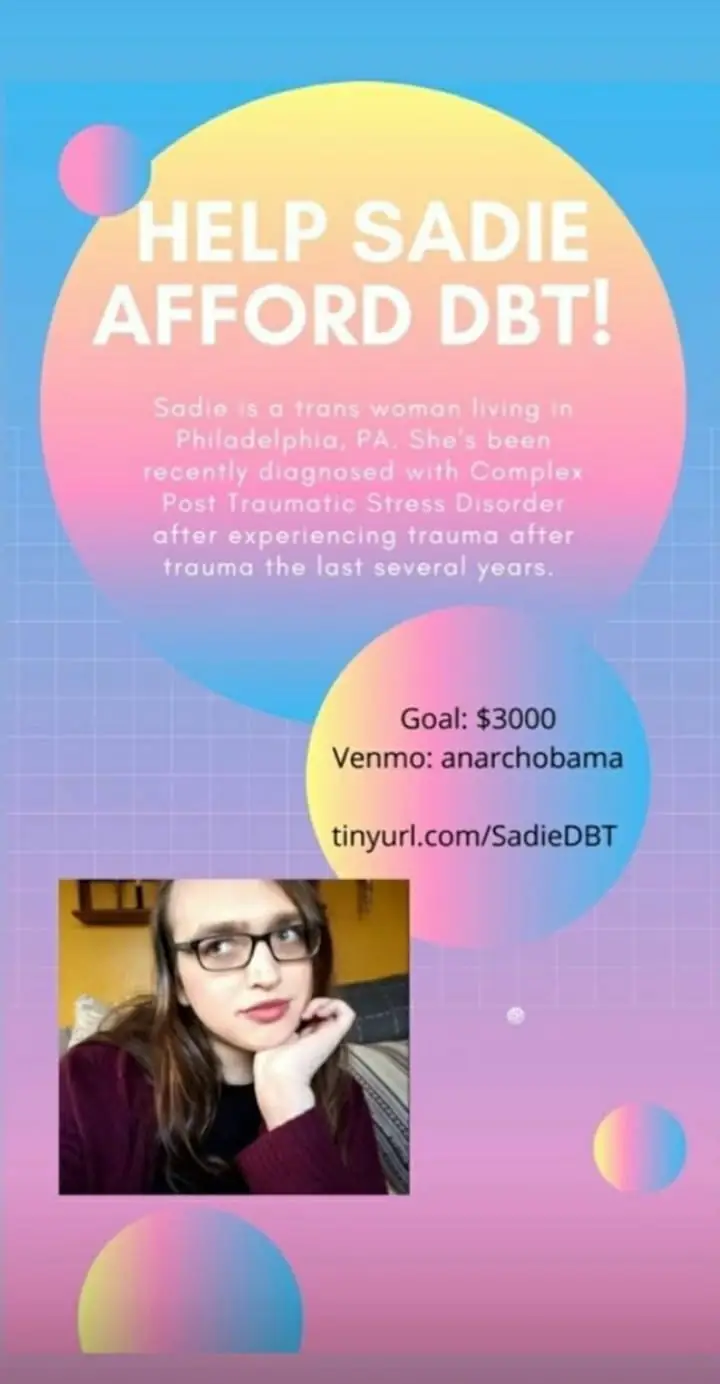 HELP SADIE
AFFORD DBT!
Sadie is a trans woman living in
Philadelphia, PA. She's been
recently diagnosed with Complex
Post Traumatic Stress Disorder
after experiencing trauma after
trauma the last several years.
Goal: $3000
Venmo: anarchobama
tinyurl.com/SadieDBT